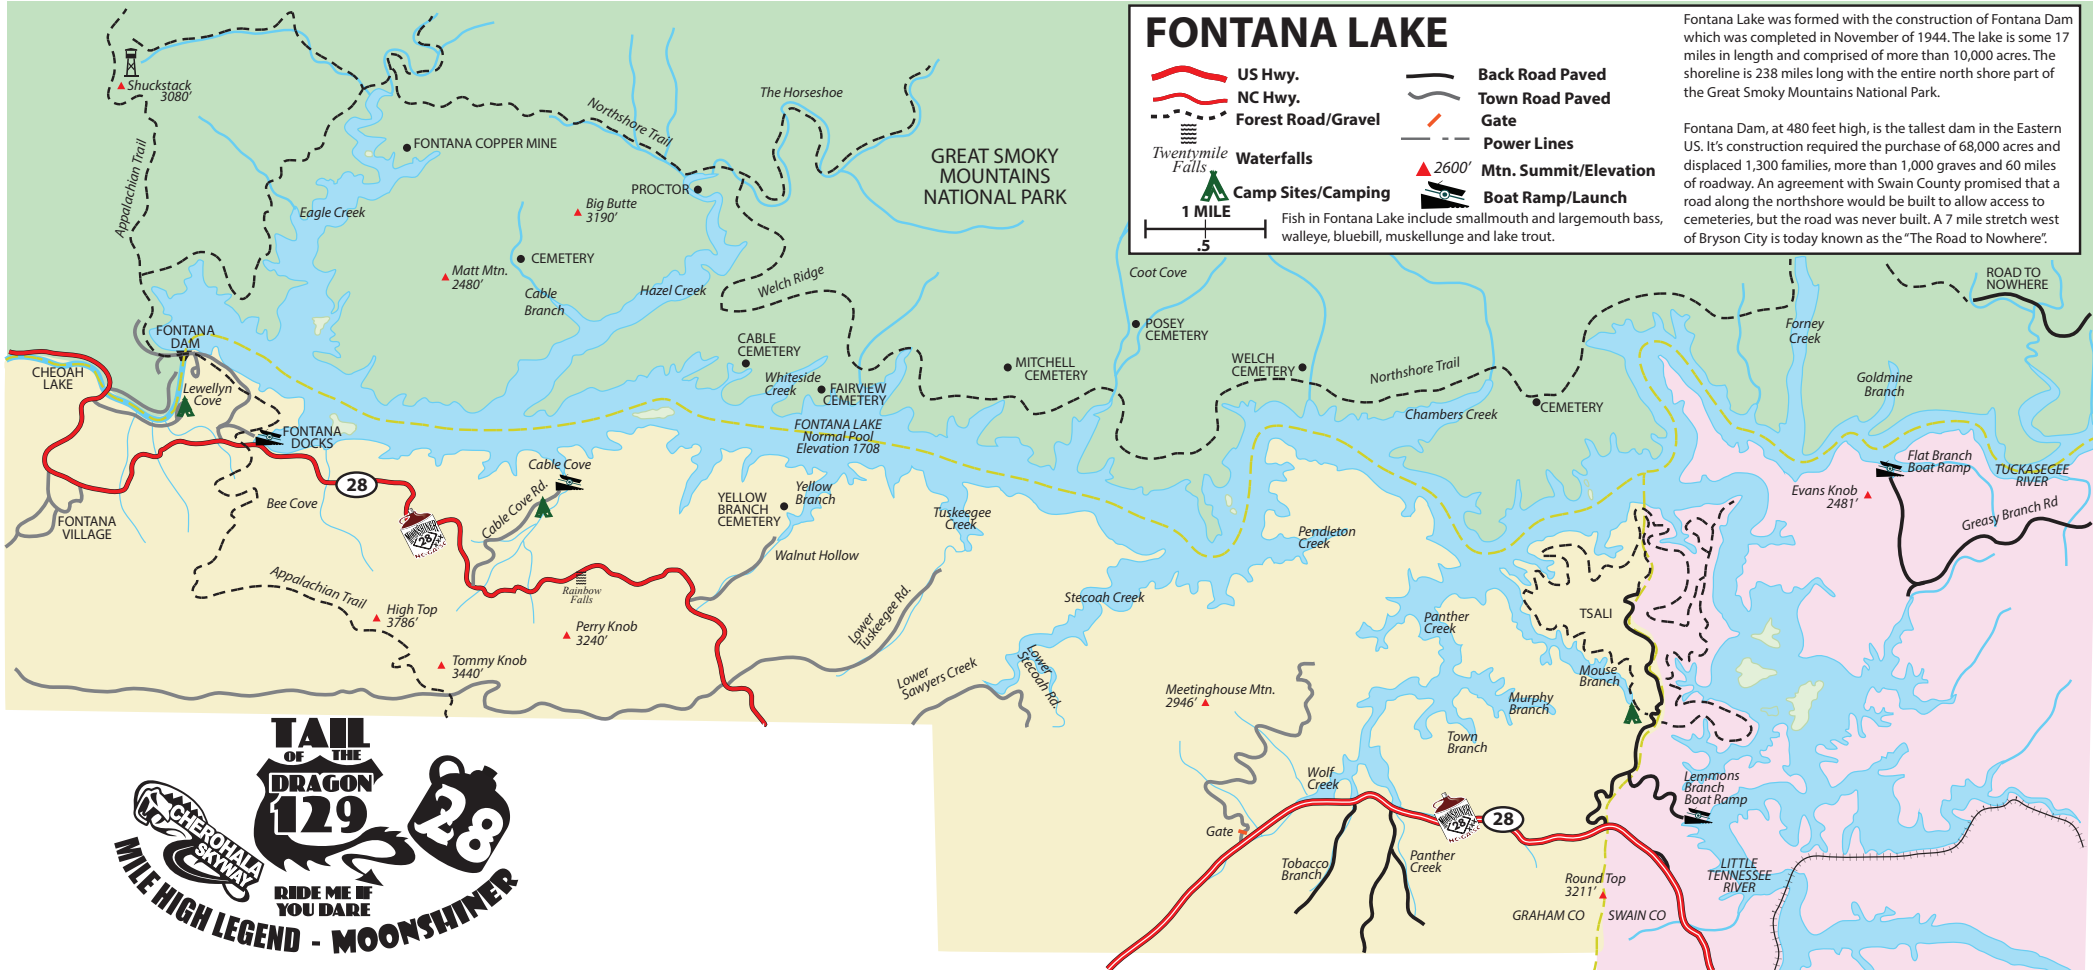 FONTANA LAKE
US Hwy.
NC Hwy.
Forest Road/Gravel
Twentymile
Falls
Waterfalls
Camp Sites/Camping
1 MILE
.5
Back Road Paved
Town Road Paved
Gate
Power Lines
2600'
Mtn. Summit/Elevation
Boat Ramp/Launch
Fish in Fontana Lake include smallmouth and largemouth bass,
walleye, bluebill, muskellunge and lake trout.
Fontana Lake was formed with the construction of Fontana Dam
which was completed in November of 1944. The lake is some 17
miles in length and comprised of more than 10,000 acres. The
shoreline is 238 miles long with the entire north shore part of
the Great Smoky Mountains National Park.
Fontana Dam, at 480 feet high, is the tallest dam in the Eastern
US. It's construction required the purchase of 68,000 acres and
displaced 1,300 families, more than 1,000 graves and 60 miles
of roadway. An agreement with Swain County promised that a
road along the northshore would be built to allow access to
cemeteries, but the road was never built. A 7 mile stretch west
of Bryson City is today known as the "The Road to Nowhere".
Shuckstack
3080'
Appalachian Trail
FONTANA COPPER MINE
Northshore Trail
The Horseshoe
GREAT SMOKY
MOUNTAINS
NATIONAL PARK
PROCTOR
Big Butte
3190'
Eagle Creek
CEMETERY
Matt Mtn.
2480'
Cable
Branch
Hazel Creek
Welch Ridge
Coot Cove
POSEY
CEMETERY
ROAD TO
NOWHERE
Forney
Creek
FONTANA
DAM
CHEOAH
LAKE
Lewellyn
Cove
CABLE
CEMETERY
Whiteside
Creek
FAIRVIEW
CEMETERY
MITCHELL
CEMETERY
WELCH
CEMETERY
Northshore Trail
Chambers Creek
CEMETERY
Goldmine
Branch
FONTANA
DOCKS
FONTANA LAKE
Normal Pool
Elevation 1708
Flat Branch
Boat Ramp
TUCKASEGEE
RIVER
Evans Knob
2481'
Greasy Branch Rd
28
Bee Cove
FONTANA
VILLAGE
Cable Cove
Cable Cove Rd.
MOONSHINER
28
YELLOW
BRANCH
CEMETERY
Yellow
Branch
Tuskeegee
Creek
Walnut Hollow
Pendleton
Creek
Stecoah Creek
Appalachian Trail
High Top
3786'
Rainbow
Falls
Perry Knob
3240'
Tommy Knob
3440'
Lower
Tuskeegee Rd.
Lower
Sawyers Creek
Lower
Stecoah Rd.
TSALI
Panther
Creek
Mouse
Branch
Murphy
Branch
Town
Branch
Meetinghouse Mtn.
2946'
Wolf
Creek
Gate
Tobacco
Branch
Panther
Creek
MOONSHINER
28
28
Lemmons
Branch
Boat Ramp
LITTLE
TENNESSEE
RIVER
Round Top
3211'
GRAHAM CO
SWAIN CO
TAIL
OF THE
DRAGON
129
RIDE ME IF
YOU DARE
CHEROHALA
SKYWAY
28
MILE HIGH LEGEND - MOONSHINER